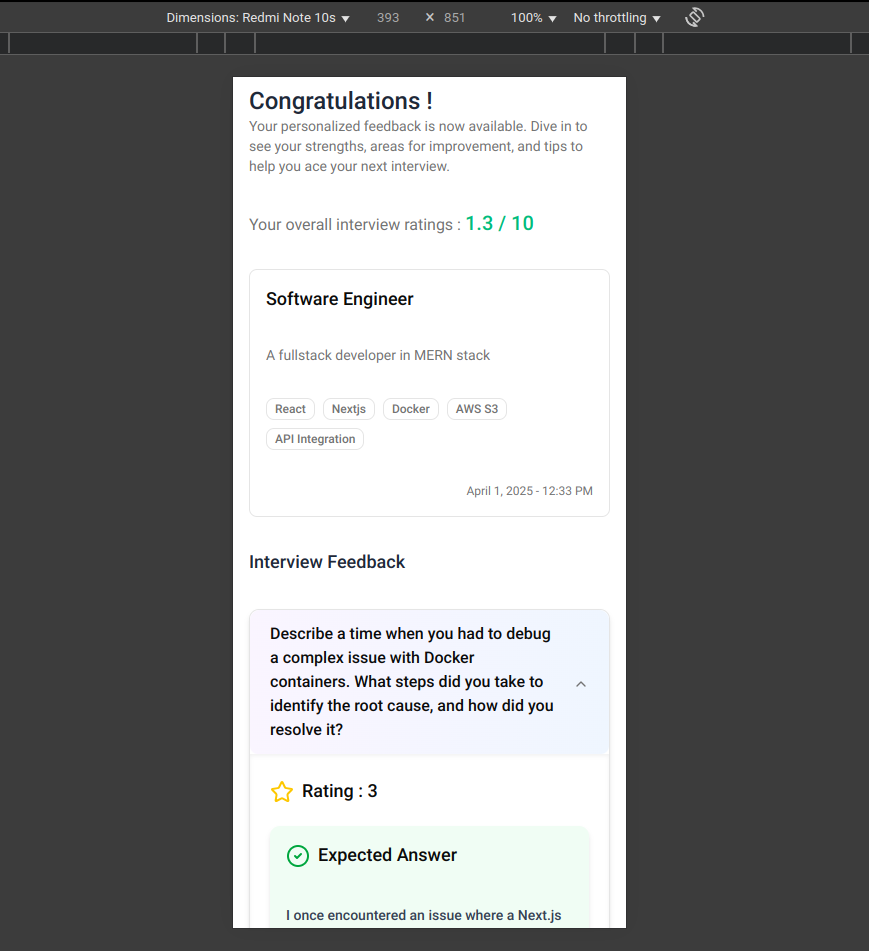 Dimensions: Redmi Note 10s ▼ 393 × 851 100% ▼ No throttling ▼
Congratulations !
Your personalized feedback is now available. Dive in to
see your strengths, areas for improvement, and tips to
help you ace your next interview.
Your overall interview ratings : 1.3 / 10
Software Engineer
A fullstack developer in MERN stack
React Nextjs Docker AWS S3
API Integration
April 1, 2025 - 12:33 PM
Interview Feedback
Describe a time when you had to debug
a complex issue with Docker
containers. What steps did you take to
identify the root cause, and how did you
resolve it?
Rating : 3
Expected Answer
I once encountered an issue where a Next.js